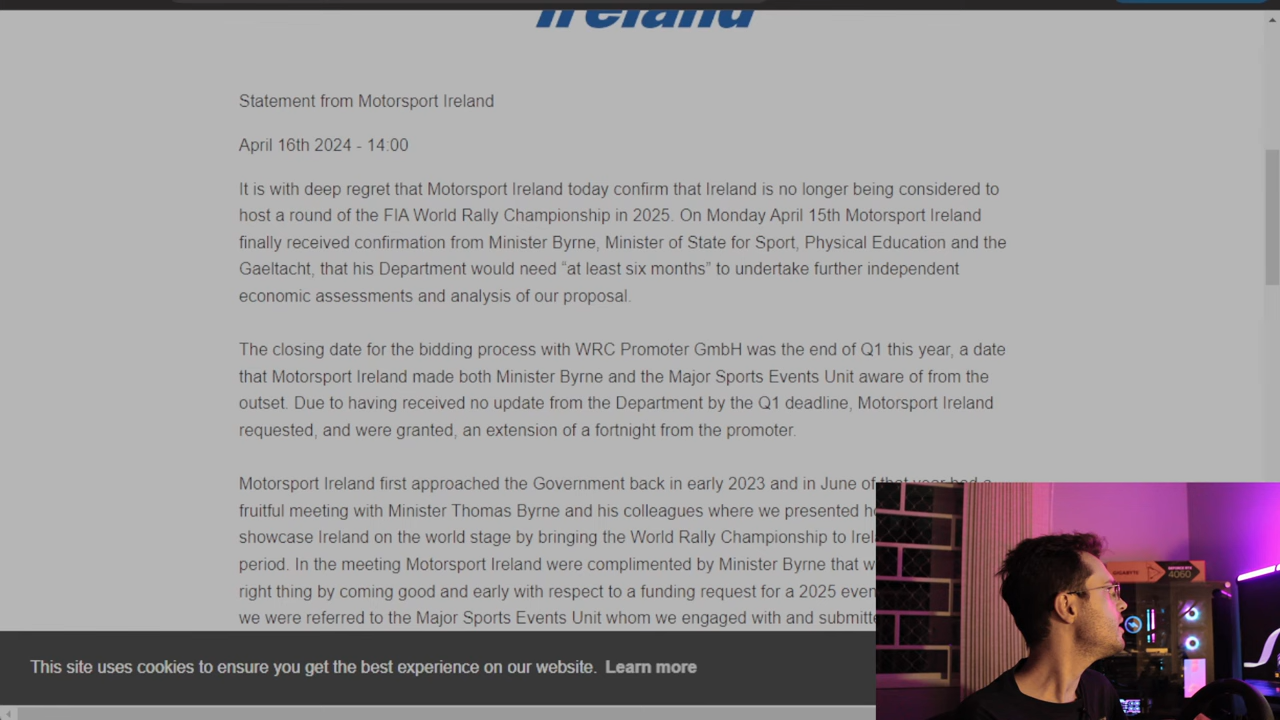 Ireland
Statement from Motorsport Ireland
April 16th 2024 - 14:00
It is with deep regret that Motorsport Ireland today confirm that Ireland is no longer being considered to
host a round of the FIA World Rally Championship in 2025. On Monday April 15th Motorsport Ireland
finally received confirmation from Minister Byrne, Minister of State for Sport, Physical Education and the
Gaeltacht, that his Department would need “at least six months” to undertake further independent
economic assessments and analysis of our proposal.
The closing date for the bidding process with WRC Promoter GmbH was the end of Q1 this year, a date
that Motorsport Ireland made both Minister Byrne and the Major Sports Events Unit aware of from the
outset. Due to having received no update from the Department by the Q1 deadline, Motorsport Ireland
requested, and were granted, an extension of a fortnight from the promoter.
Motorsport Ireland first approached the Government back in early 2023 and in June of that year had a
fruitful meeting with Minister Thomas Byrne and his colleagues where we presented
showcase Ireland on the world stage by bringing the World Rally Championship to
period. In the meeting Motorsport Ireland were complimented by Minister Byrne that
right thing by coming good and early with respect to a funding request for a 2025
we were referred to the Major Sports Events Unit whom we engaged with and
This site uses cookies to ensure you get the best experience on our website. Learn more
GIGABYTE
4060